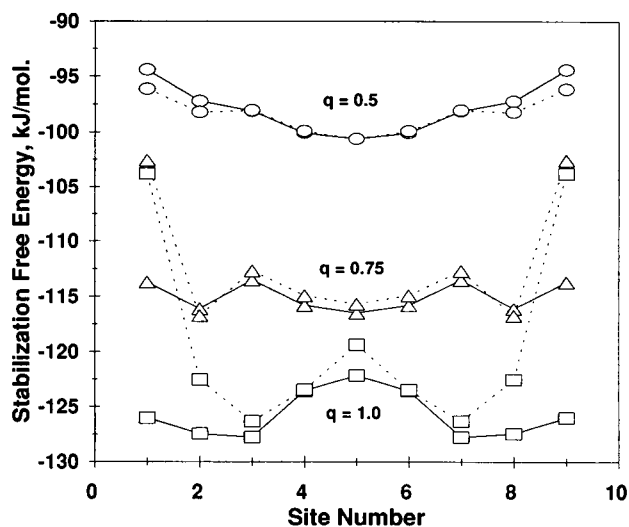 -90
-95
-100
-105
-110
-115
-120
-125
-130
Stabilization Free Energy, kJ/mol.
q = 0.5
q = 0.75
q = 1.0
0 2 4 6 8 10
Site Number